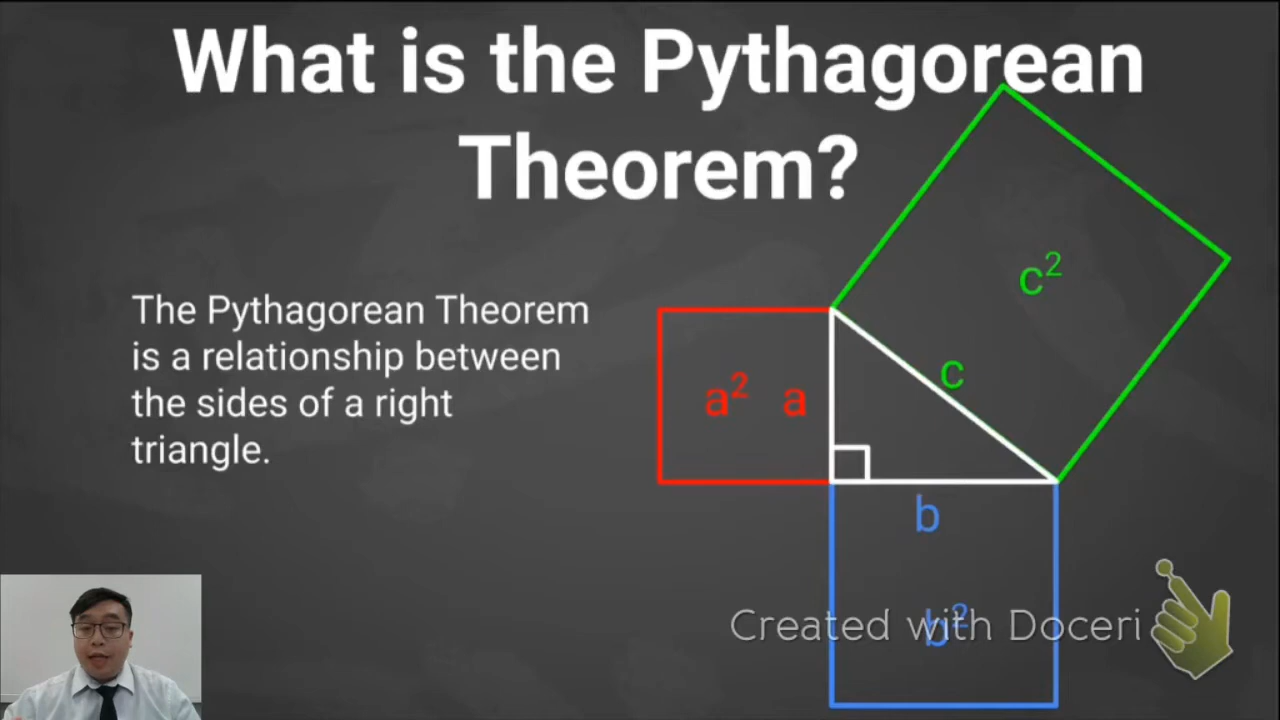 What is the Pythagorean
Theorem?
The Pythagorean Theorem
is a relationship between
the sides of a right
triangle.
c²
c
a² a
b
b²
Created with Doceri